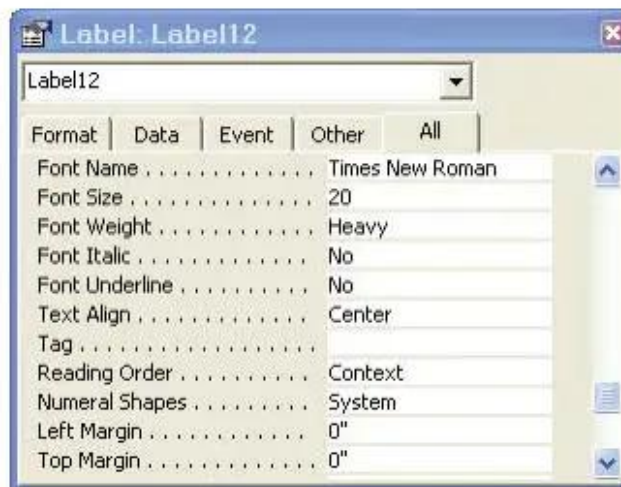 Label: Label12
Label12
Format Data Event Other All
Font Name . . . . . . . . . . . . . Times New Roman
Font Size . . . . . . . . . . . . . . . 20
Font Weight . . . . . . . . . . . . Heavy
Font Italic . . . . . . . . . . . . . . No
Font Underline . . . . . . . . . . No
Text Align . . . . . . . . . . . . . . Center
Tag . . . . . . . . . . . . . . . . . . .
Reading Order . . . . . . . . . . Context
Numeral Shapes . . . . . . . . . System
Left Margin . . . . . . . . . . . . 0"
Top Margin . . . . . . . . . . . . . 0"